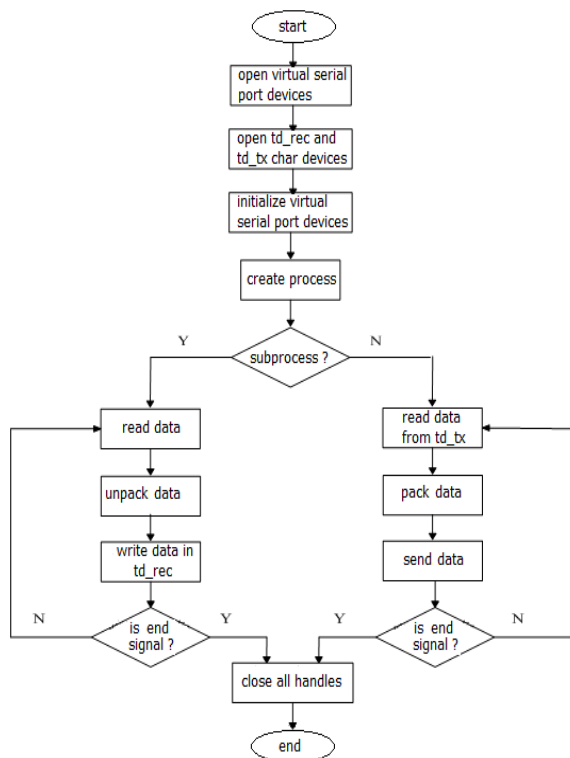 start
open virtual serial
port devices
open td_rec and
td_tx char devices
initialize virtual
serial port devices
create process
Y
subprocess ?
N
read data
unpack data
write data in
td_rec
N
is end
signal ?
Y
read data
from td_tx
pack data
send data
Y
is end
signal ?
N
close all handles
end